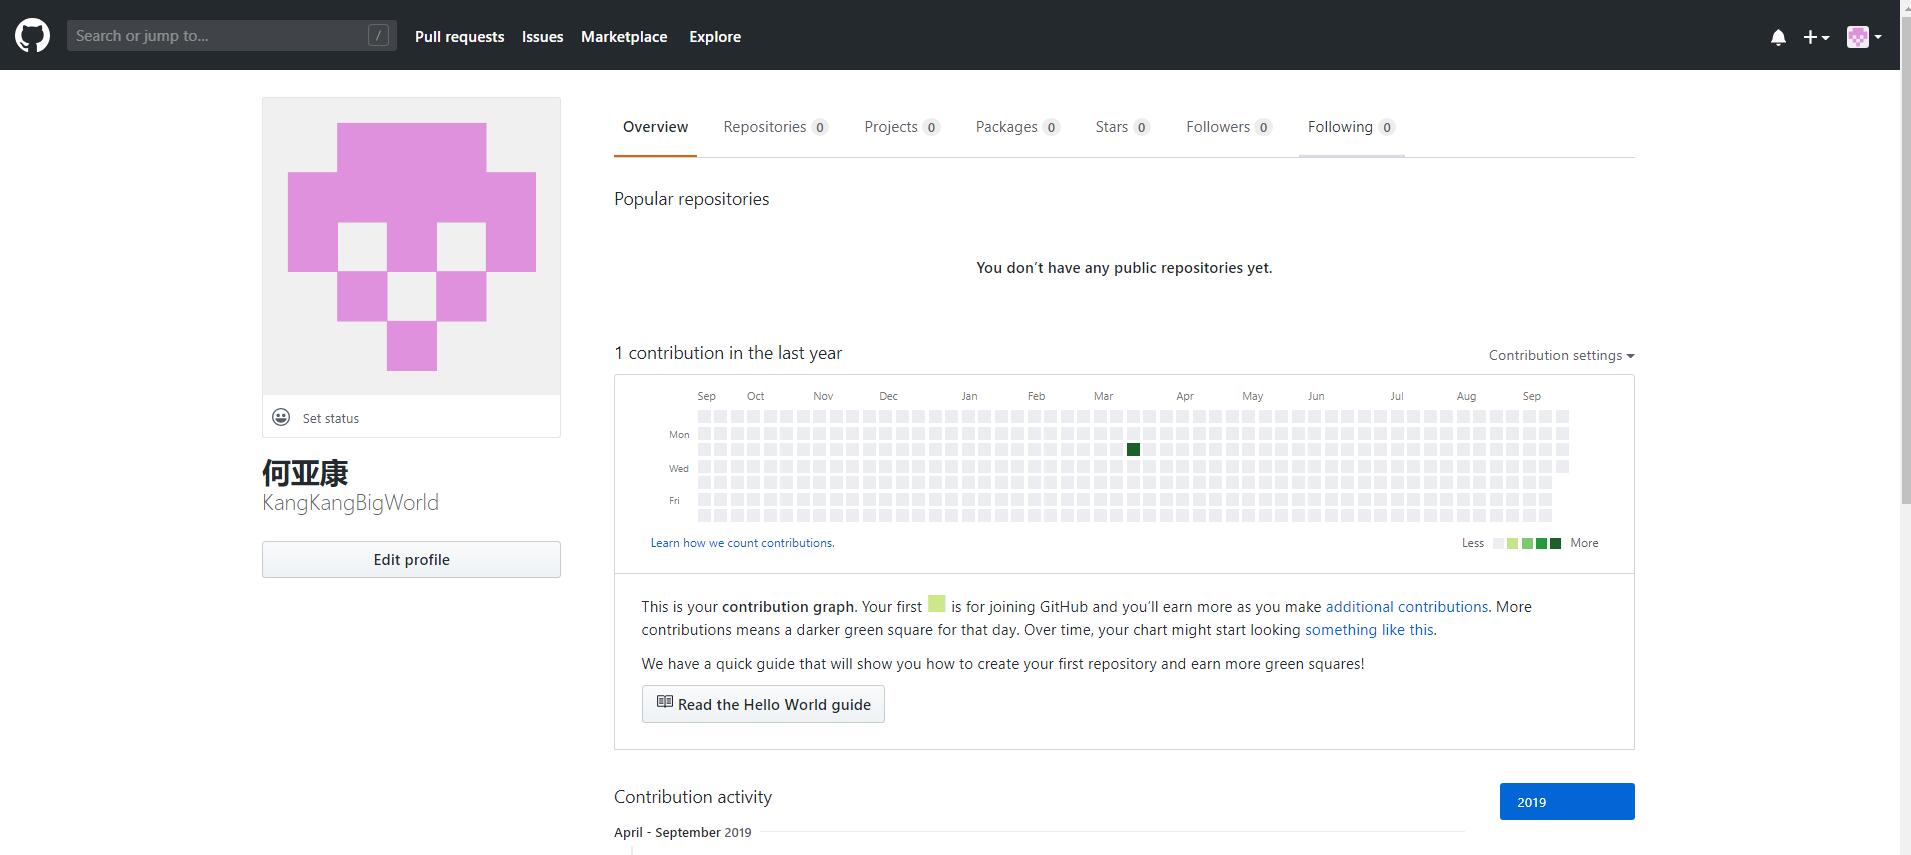 Search or jump to... / Pull requests Issues Marketplace Explore
Overview Repositories 0 Projects 0 Packages 0 Stars 0 Followers 0 Following 0
Set status
何亚康
KangKangBigWorld
Edit profile
Popular repositories
You don't have any public repositories yet.
1 contribution in the last year
Contribution settings
Sep Oct Nov Dec Jan Feb Mar Apr May Jun Jul Aug Sep
Mon
Wed
Fri
Learn how we count contributions.
Less More
This is your contribution graph. Your first is for joining GitHub and you'll earn more as you make additional contributions. More
contributions means a darker green square for that day. Over time, your chart might start looking something like this.
We have a quick guide that will show you how to create your first repository and earn more green squares!
Read the Hello World guide
Contribution activity
2019
April - September 2019